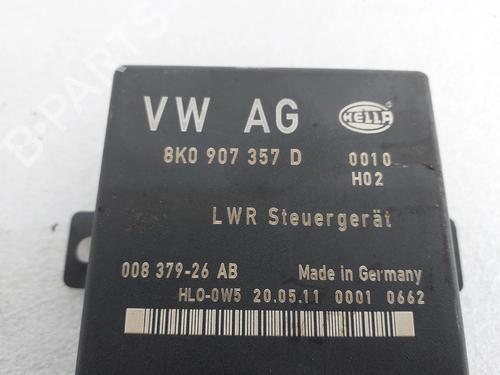 VW AG
HELLA
8K0 907 357 D 0010
H02
LWR Steuergerät
008 379-26 AB Made in Germany
HLO-0W5 20.05.11 0001 0662
B-PARTS